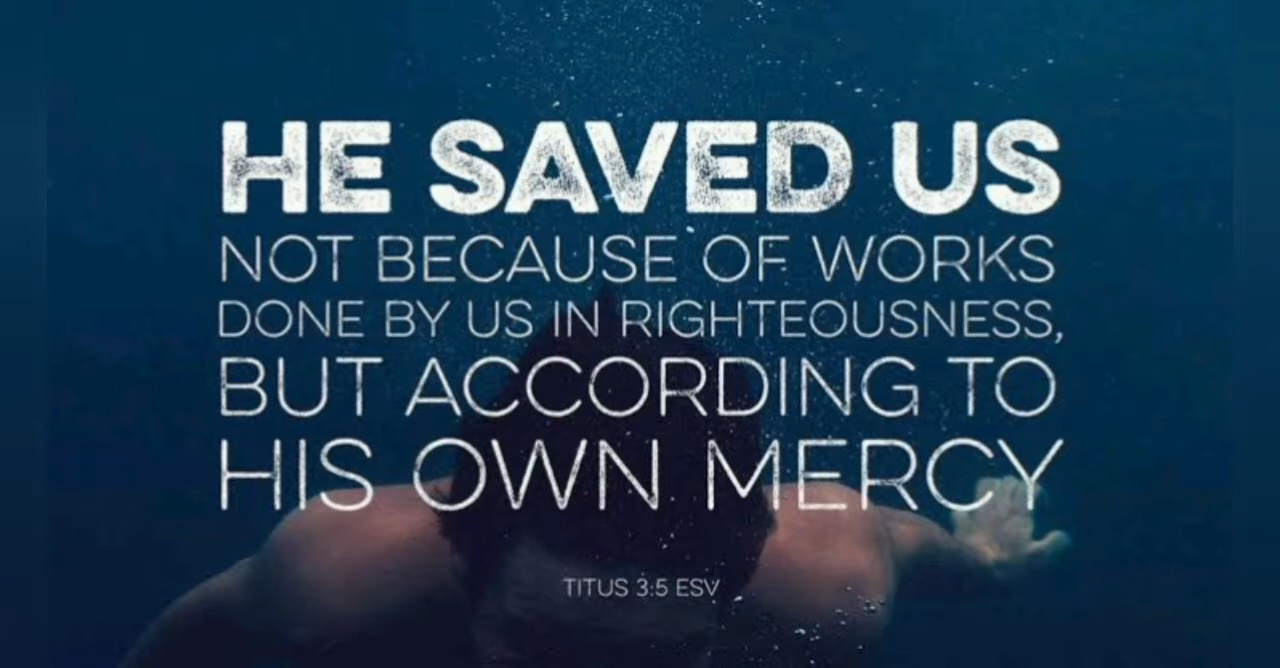 HE SAVED US
NOT BECAUSE OF WORKS
DONE BY US IN RIGHTEOUSNESS,
BUT ACCORDING TO
HIS OWN MERCY
TITUS 3:5 ESV